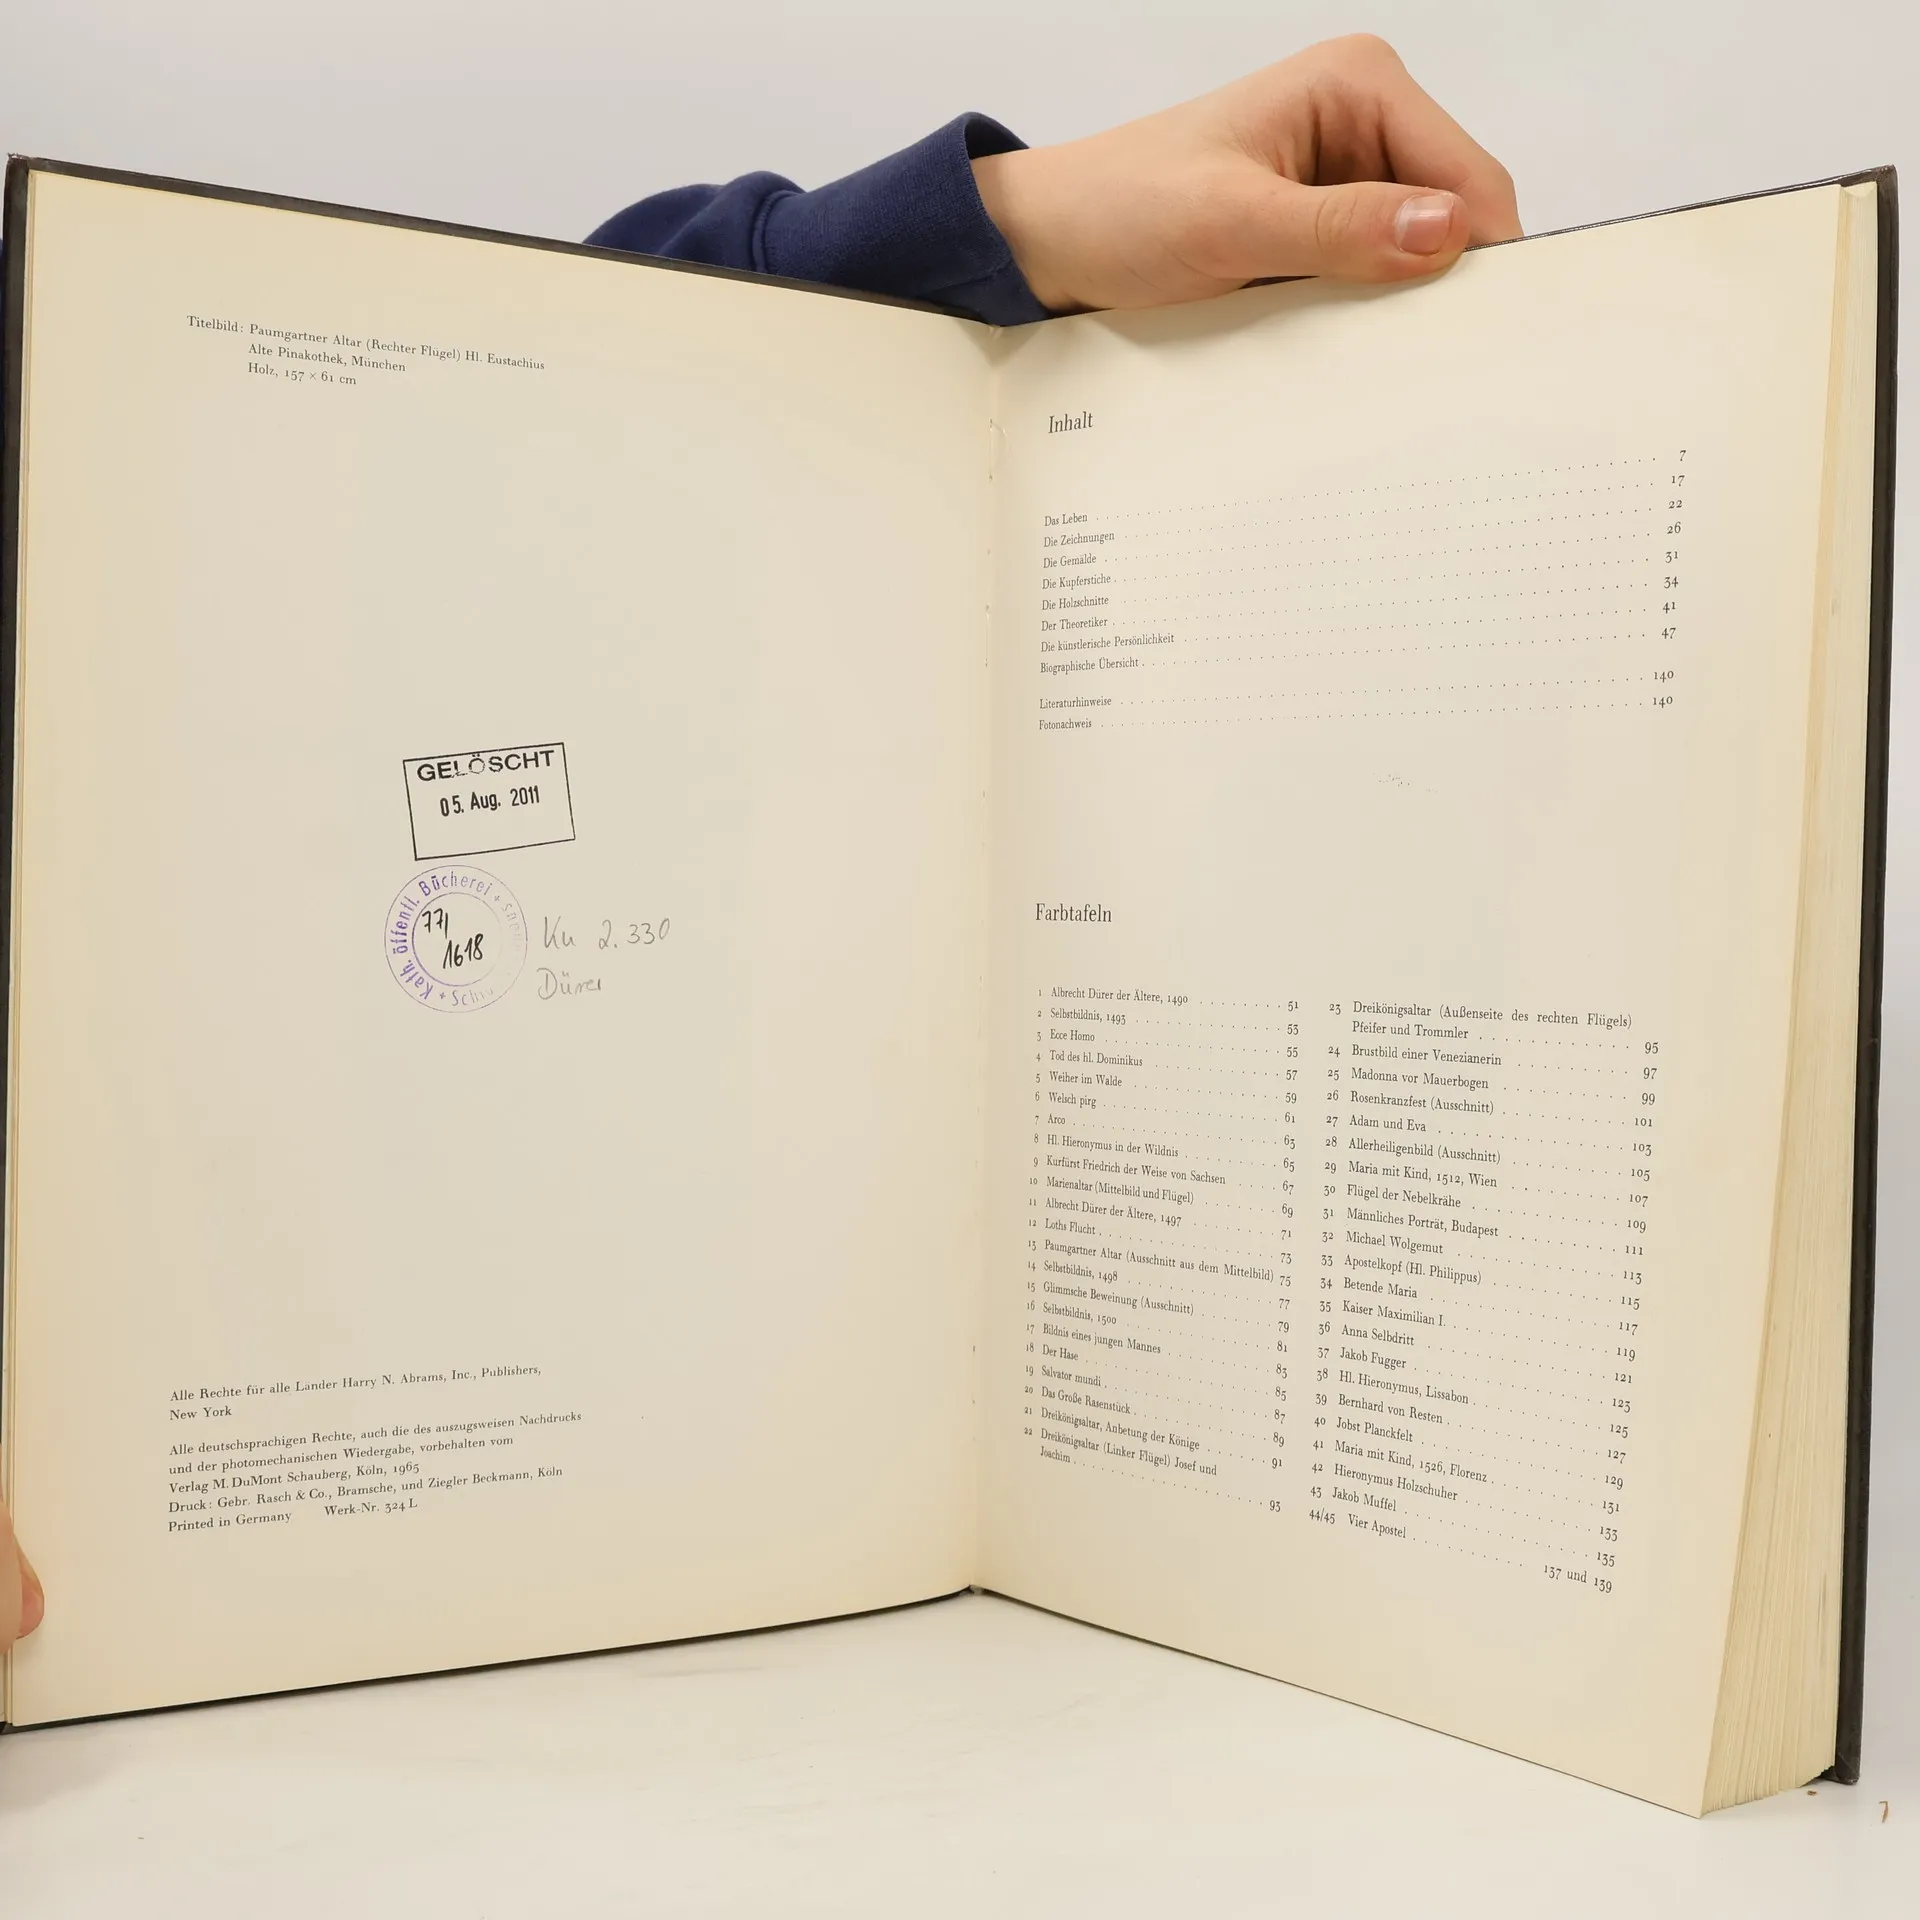 Titelbild: Paumgartner Altar (Rechter Flügel) Hl. Eustachius
Alte Pinakothek, München
Holz, 157 × 61 cm
GELÖSCHT
05. Aug. 2011
Kath. öffentl. Bücherei +
77/
1618
Ku 2.330
Dürer
Alle Rechte für alle Länder Harry N. Abrams, Inc., Publishers,
New York
Alle deutschsprachigen Rechte, auch die des auszugsweisen Nachdrucks
und der photomechanischen Wiedergabe, vorbehalten vom
Verlag M. DuMont Schauberg, Köln, 1965
Druck: Gebr. Rasch & Co., Bramsche, und Ziegler Beckmann, Köln
Printed in Germany Werk-Nr. 324 L
Inhalt
Das Leben 7
Die Zeichnungen 17
Die Gemälde 22
Die Kupferstiche 26
Die Holzschnitte 31
Der Theoretiker 34
Die künstlerische Persönlichkeit 41
Biographische Übersicht 47
Literaturhinweise 140
Fotonachweis 140
Farbtafeln
1 Albrecht Dürer der Ältere, 1490 51
2 Selbstbildnis, 1493 53
3 Ecce Homo 55
4 Tod des hl. Dominikus 57
5 Weiher im Walde 59
6 Welsch pirg 61
7 Arco 63
8 Hl. Hieronymus in der Wildnis 65
9 Kurfürst Friedrich der Weise von Sachsen 67
10 Marienaltar (Mittelbild und Flügel) 69
11 Albrecht Dürer der Ältere, 1497 71
12 Loths Flucht 73
13 Paumgartner Altar (Ausschnitt aus dem Mittelbild) 75
14 Selbstbildnis, 1498 77
15 Glimmsche Beweinung (Ausschnitt) 79
16 Selbstbildnis, 1500 81
17 Bildnis eines jungen Mannes 83
18 Der Hase 85
19 Salvator mundi 87
20 Das Große Rasenstück 89
21 Dreikönigsaltar, Anbetung der Könige 91
22 Dreikönigsaltar (Linker Flügel) Josef und
Joachim 93
23 Dreikönigsaltar (Außenseite des rechten Flügels)
Pfeifer und Trommler 95
24 Brustbild einer Venezianerin 97
25 Madonna vor Mauerbogen 99
26 Rosenkranzfest (Ausschnitt) 101
27 Adam und Eva 103
28 Allerheiligenbild (Ausschnitt) 105
29 Maria mit Kind, 1512, Wien 107
30 Flügel der Nebelkrähe 109
31 Männliches Porträt, Budapest 111
32 Michael Wolgemut 113
33 Apostelkopf (Hl. Philippus) 115
34 Betende Maria 117
35 Kaiser Maximilian I. 119
36 Anna Selbdritt 121
37 Jakob Fugger 123
38 Hl. Hieronymus, Lissabon 125
39 Bernhard von Resten 127
40 Jobst Planckfelt 129
41 Maria mit Kind, 1526, Florenz 131
42 Hieronymus Holzschuher 133
43 Jakob Muffel 135
44/45 Vier Apostel 137 und 139